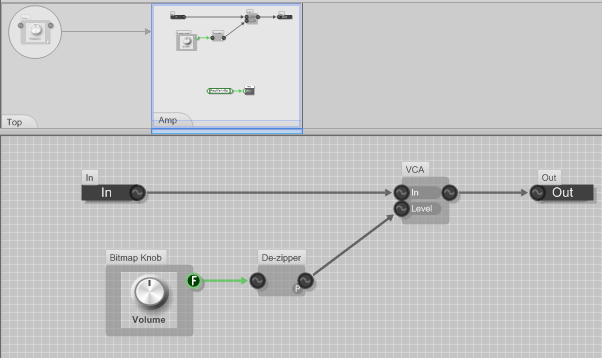 Top
Amp
In
In
VCA
In
Level
Out
Out
Bitmap Knob
F
Volume
De-zipper
P